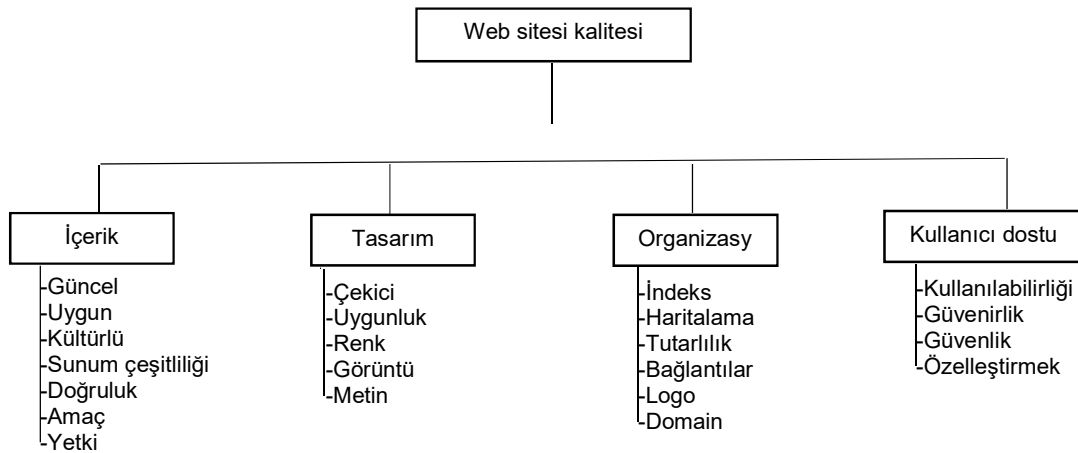 Web sitesi kalitesi
İçerik
-Güncel
-Uygun
-Kültürlü
-Sunum çeşitliliği
-Doğruluk
-Amaç
-Yetki
Tasarım
-Çekici
-Uygunluk
-Renk
-Görüntü
-Metin
Organizasy
-İndeks
-Haritalama
-Tutarlılık
-Bağlantılar
-Logo
-Domain
Kullanıcı dostu
-Kullanılabilirliği
-Güvenirlik
-Güvenlik
-Özelleştirmek